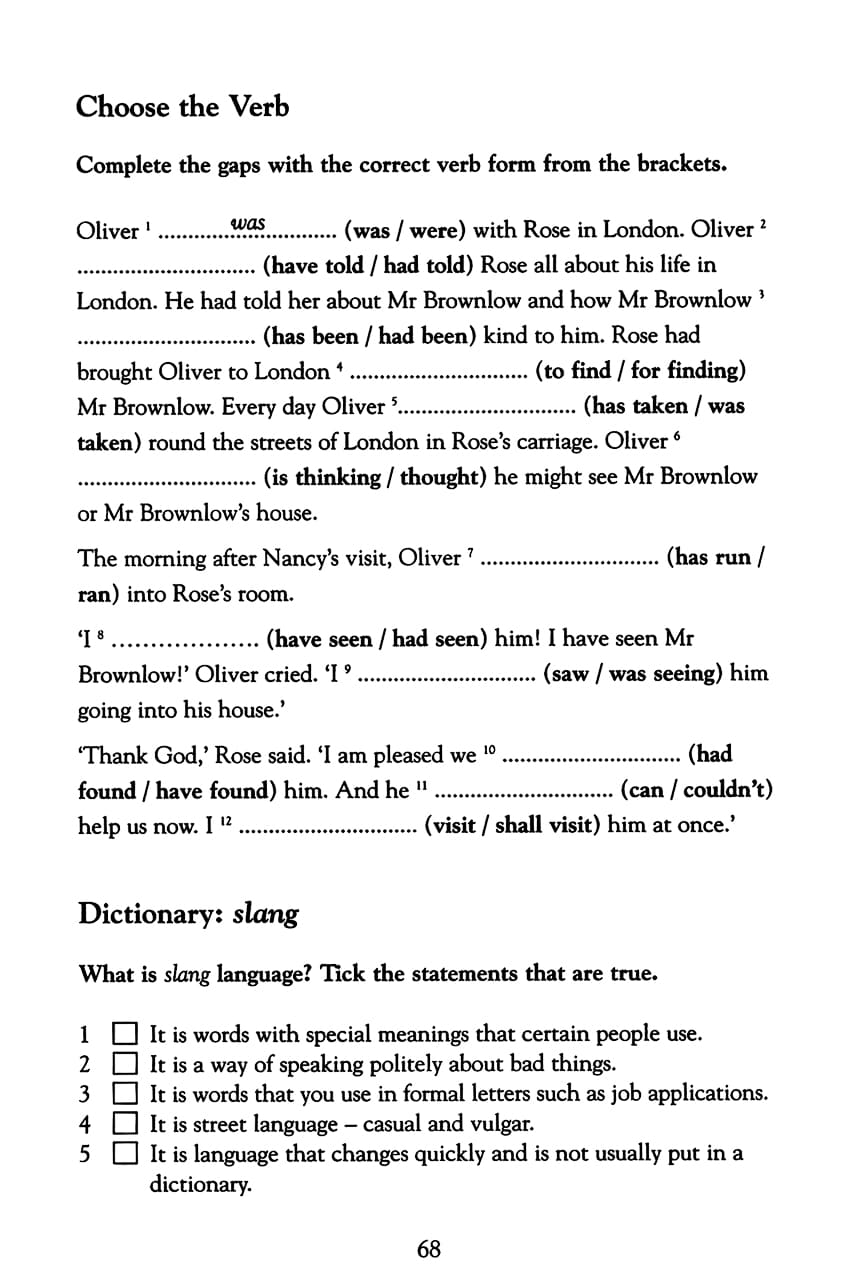 Choose the Verb
Complete the gaps with the correct verb form from the brackets.
Oliver ¹ ............was............ (was / were) with Rose in London. Oliver ²
.............................. (have told / had told) Rose all about his life in
London. He had told her about Mr Brownlow and how Mr Brownlow ³
.............................. (has been / had been) kind to him. Rose had
brought Oliver to London ⁴ .............................. (to find / for finding)
Mr Brownlow. Every day Oliver ⁵.............................. (has taken / was
taken) round the streets of London in Rose’s carriage. Oliver ⁶
.............................. (is thinking / thought) he might see Mr Brownlow
or Mr Brownlow’s house.
The morning after Nancy’s visit, Oliver ⁷ .............................. (has run /
ran) into Rose’s room.
‘I ⁸ ................... (have seen / had seen) him! I have seen Mr
Brownlow!’ Oliver cried. ‘I ⁹ .............................. (saw / was seeing) him
going into his house.’
‘Thank God,’ Rose said. ‘I am pleased we ¹⁰ .............................. (had
found / have found) him. And he ¹¹ .............................. (can / couldn’t)
help us now. I ¹² .............................. (visit / shall visit) him at once.’
Dictionary: slang
What is slang language? Tick the statements that are true.
1 ☐ It is words with special meanings that certain people use.
2 ☐ It is a way of speaking politely about bad things.
3 ☐ It is words that you use in formal letters such as job applications.
4 ☐ It is street language – casual and vulgar.
5 ☐ It is language that changes quickly and is not usually put in a
dictionary.
68